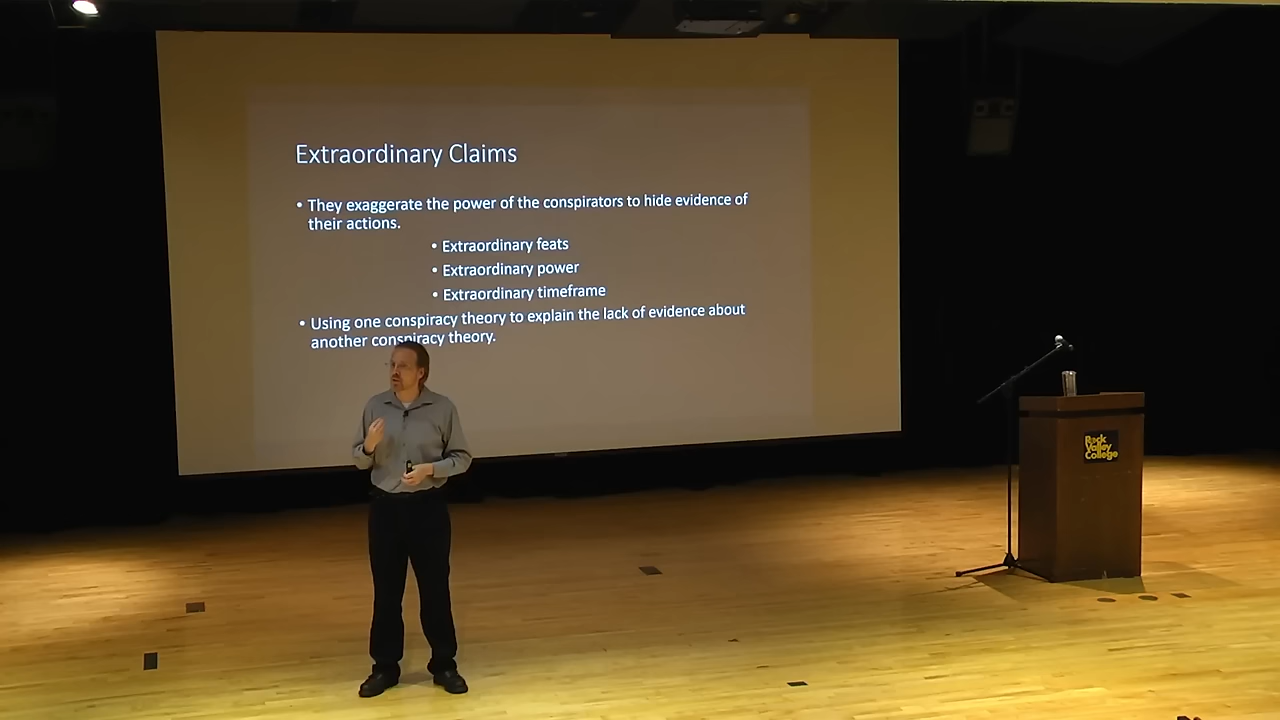 Extraordinary Claims
• They exaggerate the power of the conspirators to hide evidence of
their actions.
• Extraordinary feats
• Extraordinary power
• Extraordinary timeframe
• Using one conspiracy theory to explain the lack of evidence about
another conspiracy theory.
Rock
Valley
College